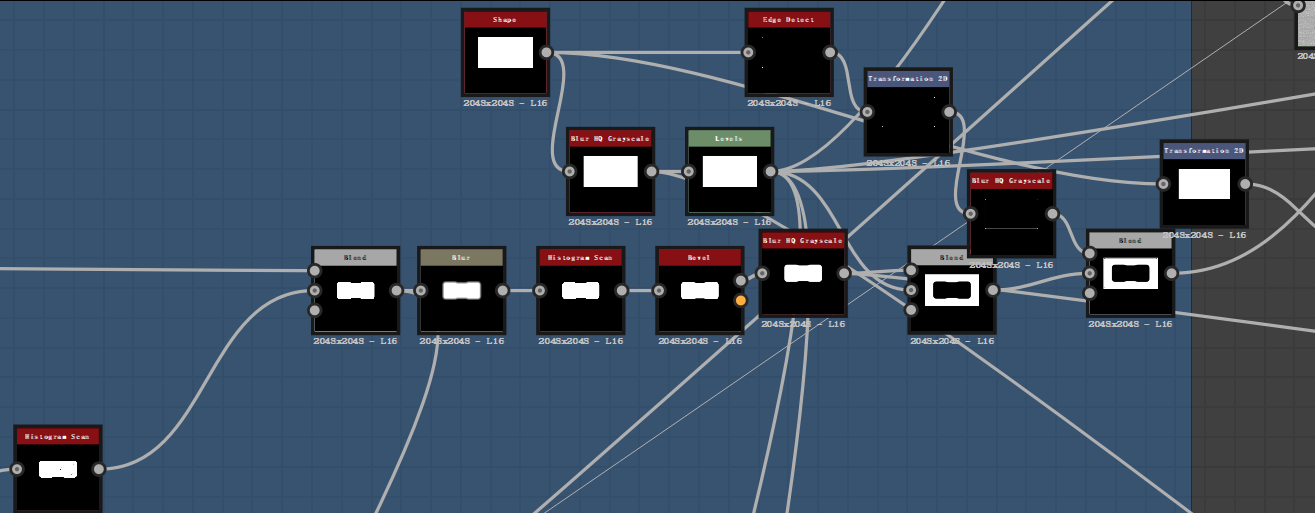 Shape
2048x2048 - L16
Edge Detect
2048x2048 - L16
Transformation 2D
2048x2048 - L16
Blur HQ Grayscale
2048x2048 - L16
Levels
2048x2048 - L16
Transformation 2D
2048x2048 - L16
Blur HQ Grayscale
2048x2048 - L16
Blur HQ Grayscale
2048x2048 - L16
Blend
2048x2048 - L16
Blend
2048x2048 - L16
Blur
2048x2048 - L16
Histogram Scan
2048x2048 - L16
Bevel
2048x2048 - L16
Blend
2048x2048 - L16
Histogram Scan